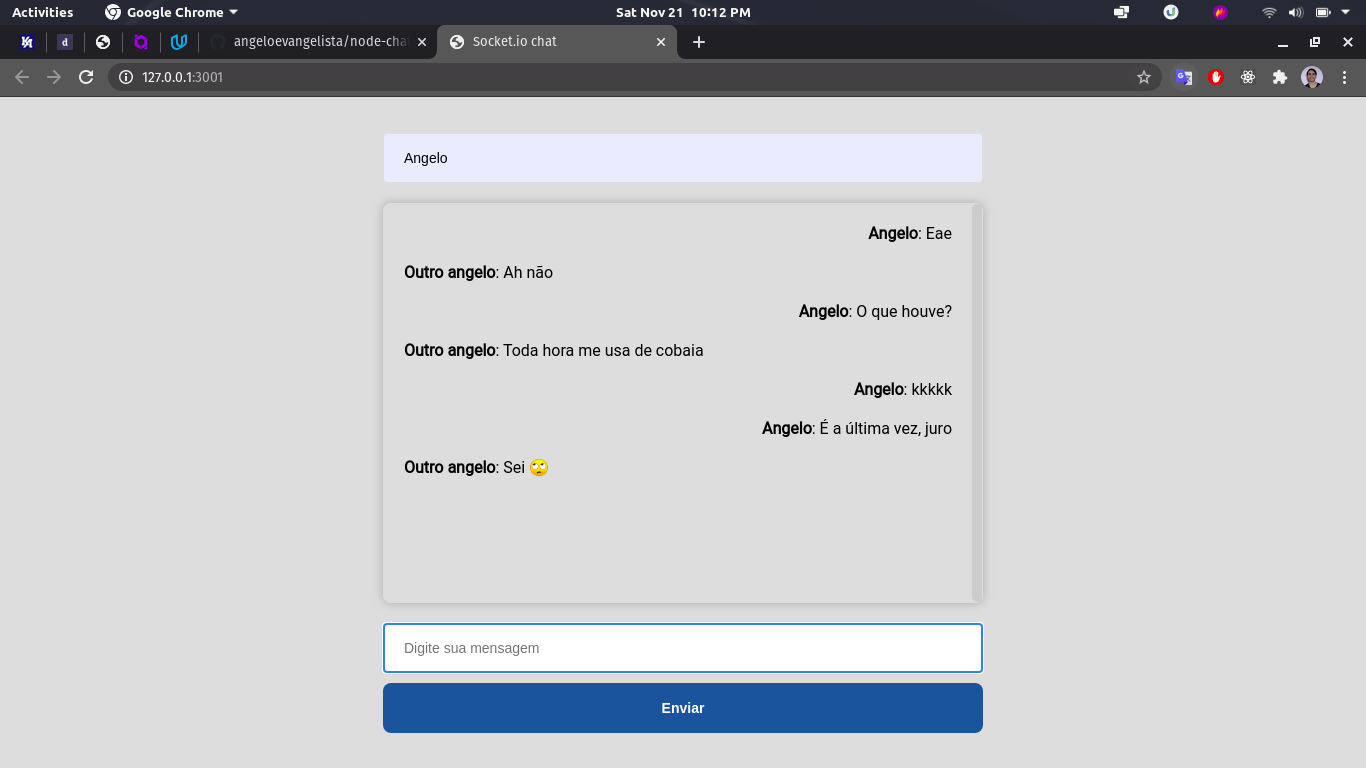 Activities Google Chrome Sat Nov 21 10:12 PM
d angeloevangelista/node-cha Socket.io chat
127.0.0.1:3001
Angelo
Angelo: Eae
Outro angelo: Ah não
Angelo: O que houve?
Outro angelo: Toda hora me usa de cobaia
Angelo: kkkkk
Angelo: É a última vez, juro
Outro angelo: Sei 🙄
Digite sua mensagem
Enviar